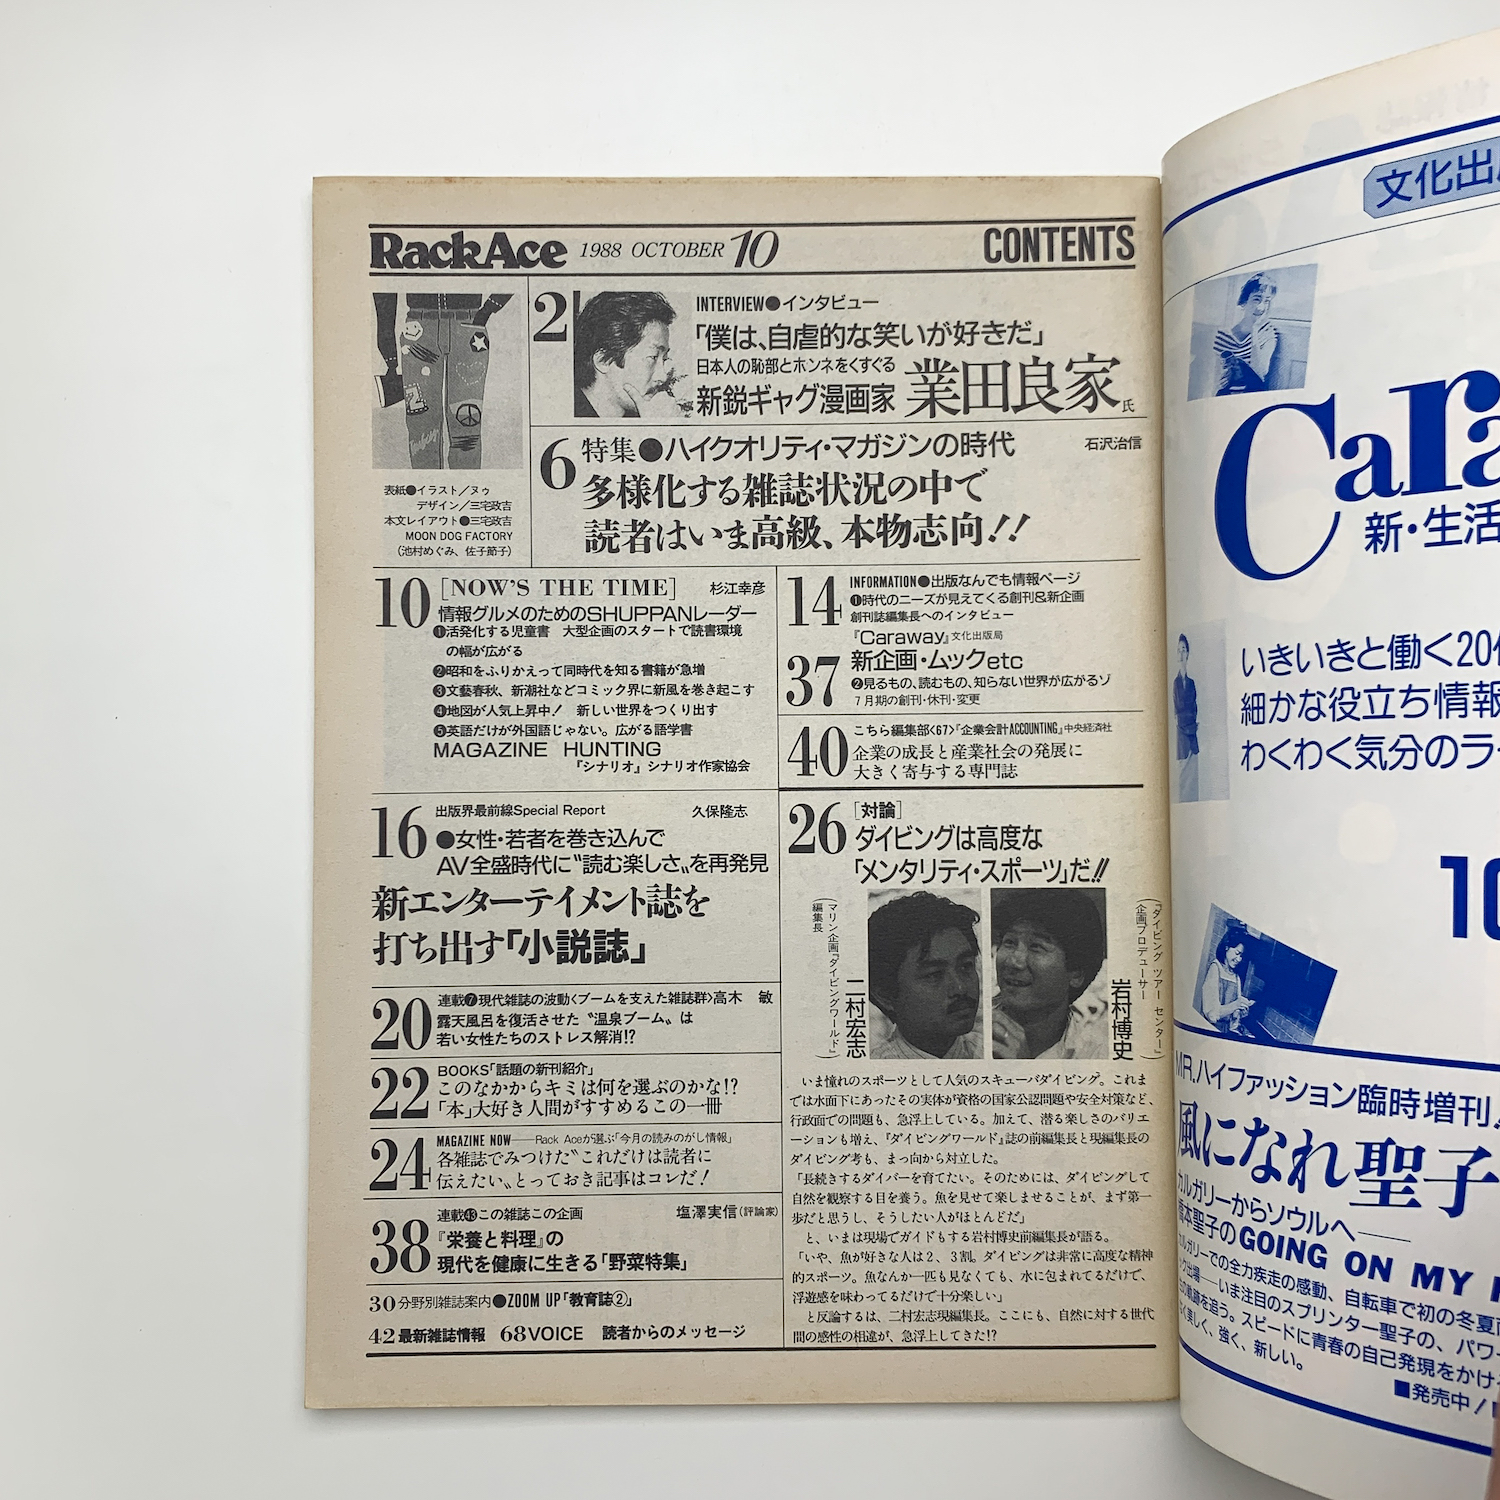 RackAce 1988 OCTOBER 10 CONTENTS
表紙●イラスト／ヌゥ
デザイン／三宅政吉
本文レイアウト●三宅政吉
MOON DOG FACTORY
(池村めぐみ、佐子節子)
2 INTERVIEW●インタビュー
「僕は、自虐的な笑いが好きだ」
日本人の恥部とホンネをくすぐる
新鋭ギャグ漫画家 業田良家氏
6 特集●ハイクオリティ・マガジンの時代 石沢治信
多様化する雑誌状況の中で
読者はいま高級、本物志向!!
10 [NOW'S THE TIME] 杉江幸彦
情報グルメのためのSHUPPANレーダー
❶活発化する児童書 大型企画のスタートで読書環境
の幅が広がる
❷昭和をふりかえって同時代を知る書籍が急増
❸文藝春秋、新潮社などコミック界に新風を巻き起こす
❹地図が人気上昇中! 新しい世界をつくり出す
❺英語だけが外国語じゃない。広がる語学書
MAGAZINE HUNTING
『シナリオ』シナリオ作家協会
14 INFORMATION●出版なんでも情報ページ
❶時代のニーズが見えてくる創刊&新企画
創刊誌編集長へのインタビュー
『Caraway』文化出版局
37 新企画・ムックetc
❷見るもの、読むもの、知らない世界が広がるゾ
7月期の創刊・休刊・変更
40 こちら編集部〈67〉『企業会計ACCOUNTING』中央経済社
企業の成長と産業社会の発展に
大きく寄与する専門誌
16 出版界最前線Special Report 久保隆志
●女性・若者を巻き込んで
AV全盛時代に〝読む楽しさ〟を再発見
新エンターテイメント誌を
打ち出す「小説誌」
20 連載❼現代雑誌の波動〈ブームを支えた雑誌群〉高木 敏
露天風呂を復活させた〝温泉ブーム〟は
若い女性たちのストレス解消!?
22 BOOKS「話題の新刊紹介」
このなかからキミは何を選ぶのかな!?
「本」大好き人間がすすめるこの一冊
24 MAGAZINE NOW──Rack Aceが選ぶ「今月の読みのがし情報」
各雑誌でみつけた〝これだけは読者に
伝えたい〟とっておき記事はコレだ!
38 連載㊸この雑誌この企画 塩澤実信(評論家)
『栄養と料理』の
現代を健康に生きる「野菜特集」
30 分野別雑誌案内●ZOOM UP「教育誌②」
42最新雑誌情報 68VOICE 読者からのメッセージ
26 [対論]
ダイビングは高度な
「メンタリティ・スポーツ」だ!!
(マリン企画『ダイビングワールド』
編集長)
二村宏志
(『ダイビング ツアー センター』
企画プロデューサー)
岩村博史
いま憧れのスポーツとして人気のスキューバダイビング。これま
では水面下にあったその実体が資格の国家公認問題や安全対策など、
行政面での問題も、急浮上している。加えて、潜る楽しさのバリエ
ーションも増え、『ダイビングワールド』誌の前編集長と現編集長の
ダイビング考も、まっ向から対立した。
「長続きするダイバーを育てたい。そのためには、ダイビングして
自然を観察する目を養う。魚を見せて楽しませることが、まず第一
歩だと思うし、そうしたい人がほとんどだ」
と、いまは現場でガイドもする岩村博史前編集長が語る。
「いや、魚が好きな人は2、3割。ダイビングは非常に高度な精神
的スポーツ。魚なんか一匹も見なくても、水に包まれてるだけで、
浮遊感を味わってるだけで十分楽しい」
と反論するは、二村宏志現編集長。ここにも、自然に対する世代
間の感性の相違が、急浮上してきた!?
文化出
Cara
新・生活
いきいきと働く20
細かな役立ち情報
わくわく気分のラ
10
MR.ハイファッション臨時増刊
風になれ聖子
カルガリーからソウルへ──
橋本聖子のGOING ON MY
カルガリーでの全力疾走の感動、自転車で初の冬夏
ック出場──いま注目のスプリンター聖子の、パワ
の軌跡を追う。スピードに青春の自己発現をかけ
美しく、強く、新しい。
■発売中!